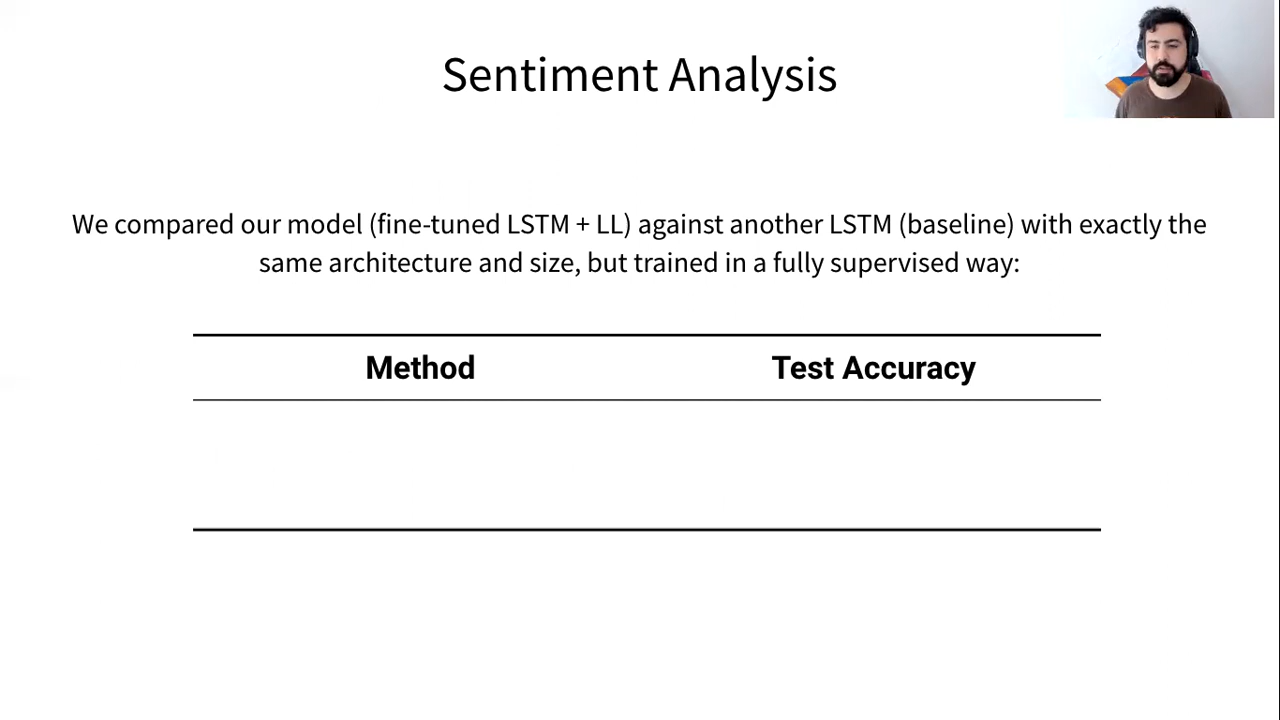 Sentiment Analysis
We compared our model (fine-tuned LSTM + LL) against another LSTM (baseline) with exactly the
same architecture and size, but trained in a fully supervised way:
Method Test Accuracy